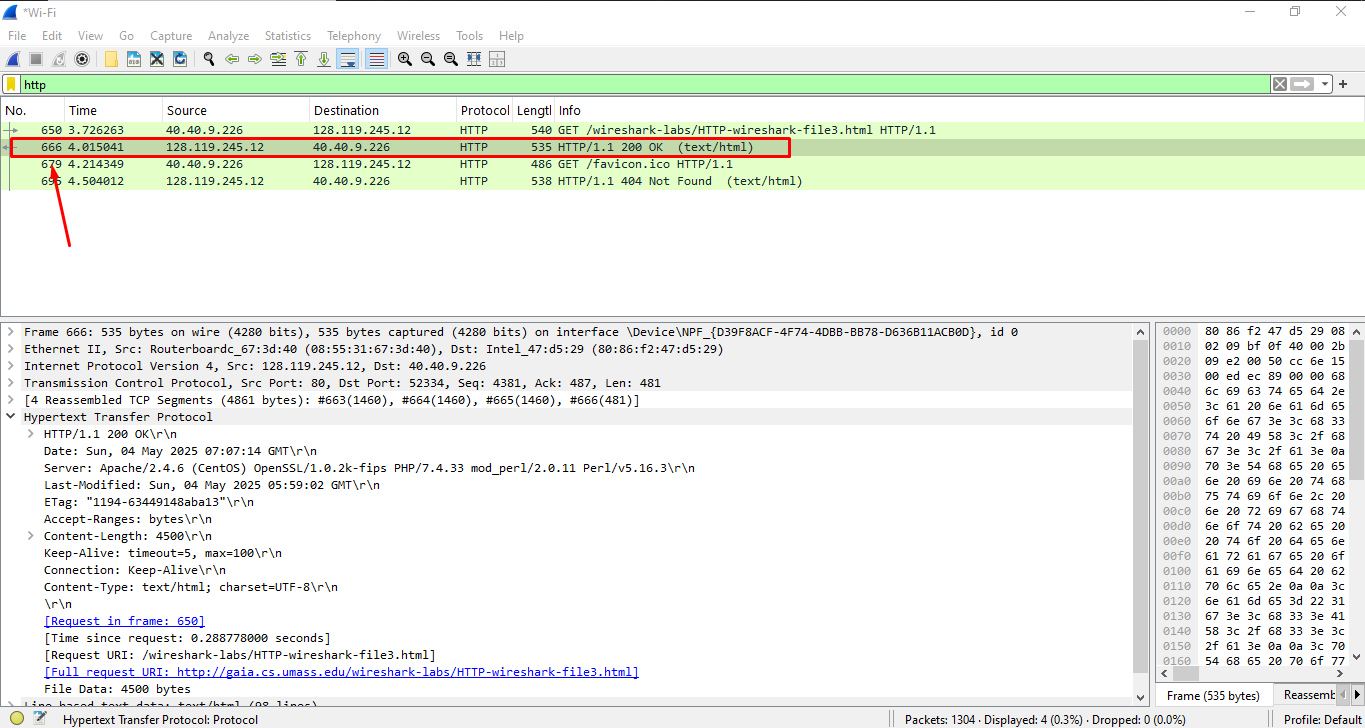 *Wi-Fi
File Edit View Go Capture Analyze Statistics Telephony Wireless Tools Help
http
No. Time Source Destination Protocol Lengtl Info
650 3.726263 40.40.9.226 128.119.245.12 HTTP 540 GET /wireshark-labs/HTTP-wireshark-file3.html HTTP/1.1
666 4.015041 128.119.245.12 40.40.9.226 HTTP 535 HTTP/1.1 200 OK (text/html)
679 4.214349 40.40.9.226 128.119.245.12 HTTP 486 GET /favicon.ico HTTP/1.1
695 4.504012 128.119.245.12 40.40.9.226 HTTP 538 HTTP/1.1 404 Not Found (text/html)
Frame 666: 535 bytes on wire (4280 bits), 535 bytes captured (4280 bits) on interface \Device\NPF_{D39F8ACF-4F74-4DBB-BB78-D636B11ACB0D}, id 0
Ethernet II, Src: Routerboardc_67:3d:40 (08:55:31:67:3d:40), Dst: Intel_47:d5:29 (80:86:f2:47:d5:29)
Internet Protocol Version 4, Src: 128.119.245.12, Dst: 40.40.9.226
Transmission Control Protocol, Src Port: 80, Dst Port: 52334, Seq: 4381, Ack: 487, Len: 481
[4 Reassembled TCP Segments (4861 bytes): #663(1460), #664(1460), #665(1460), #666(481)]
Hypertext Transfer Protocol
HTTP/1.1 200 OK\r\n
Date: Sun, 04 May 2025 07:07:14 GMT\r\n
Server: Apache/2.4.6 (CentOS) OpenSSL/1.0.2k-fips PHP/7.4.33 mod_perl/2.0.11 Perl/v5.16.3\r\n
Last-Modified: Sun, 04 May 2025 05:59:02 GMT\r\n
ETag: "1194-63449148aba13"\r\n
Accept-Ranges: bytes\r\n
Content-Length: 4500\r\n
Keep-Alive: timeout=5, max=100\r\n
Connection: Keep-Alive\r\n
Content-Type: text/html; charset=UTF-8\r\n
\r\n
[Request in frame: 650]
[Time since request: 0.288778000 seconds]
[Request URI: /wireshark-labs/HTTP-wireshark-file3.html]
[Full request URI: http://gaia.cs.umass.edu/wireshark-labs/HTTP-wireshark-file3.html]
File Data: 4500 bytes
Line-based text data: text/html (98 lines)
0000 80 86 f2 47 d5 29 08
0010 02 09 bf 0f 40 00 2b
0020 09 e2 00 50 cc 6e 15
0030 00 ed ec 89 00 00 68
0040 6c 69 63 74 65 64 2e
0050 3c 61 20 6e 61 6d 65
0060 6f 6e 67 3e 3c 68 33
0070 74 20 49 58 3c 2f 68
0080 67 3e 3c 2f 61 3e 0a
0090 70 3e 54 68 65 20 65
00a0 6e 20 69 6e 20 74 68
00b0 75 74 69 6f 6e 2c 20
00c0 6e 20 72 69 67 68 74
00d0 6e 6f 74 20 62 65 20
00e0 20 74 6f 20 64 65 6e
00f0 61 72 61 67 65 20 6f
0100 61 69 6e 65 64 20 62
0110 70 6c 65 2e 0a 0a 3c
0120 6e 61 6d 65 3d 22 31
0130 67 3e 3c 68 33 3e 41
0140 58 3c 2f 68 33 3e 3c
0150 2f 61 3e 0a 0a 3c 70
0160 54 68 65 20 70 6f 77
Frame (535 bytes) Reassemb
Hypertext Transfer Protocol: Protocol Packets: 1304 · Displayed: 4 (0.3%) · Dropped: 0 (0.0%) Profile: Default